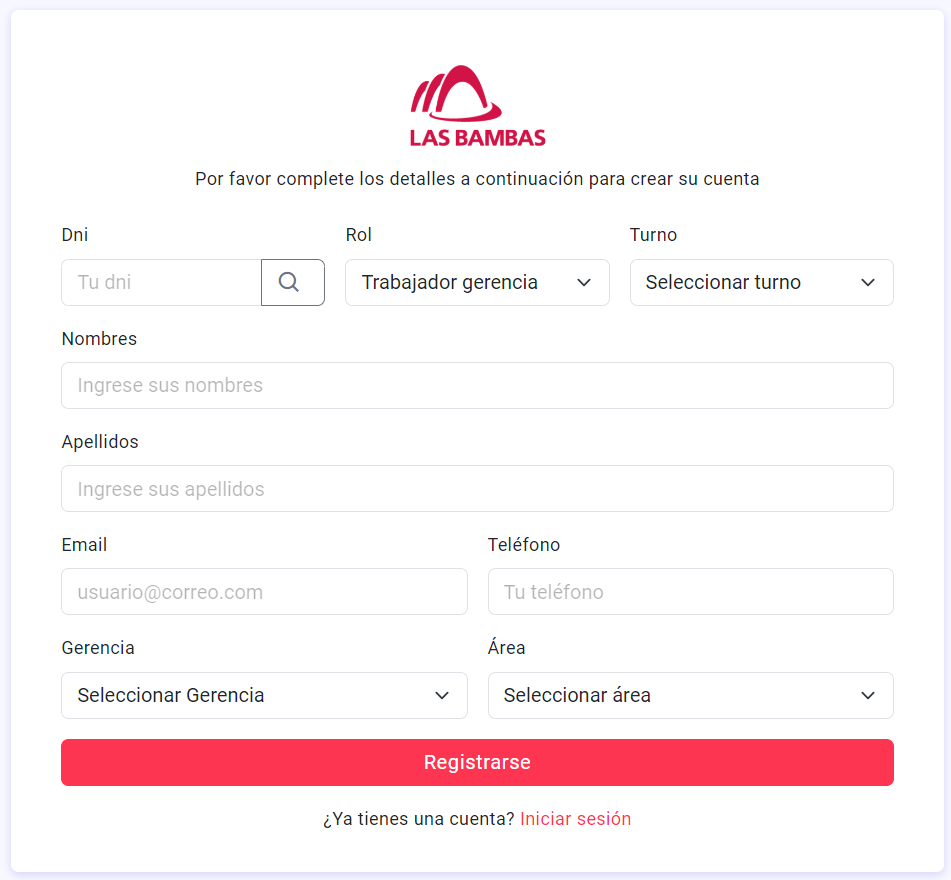 LAS BAMBAS
Por favor complete los detalles a continuación para crear su cuenta
Dni Rol Turno
Tu dni Trabajador gerencia Seleccionar turno
Nombres
Ingrese sus nombres
Apellidos
Ingrese sus apellidos
Email Teléfono
usuario@correo.com Tu teléfono
Gerencia Área
Seleccionar Gerencia Seleccionar área
Registrarse
¿Ya tienes una cuenta? Iniciar sesión